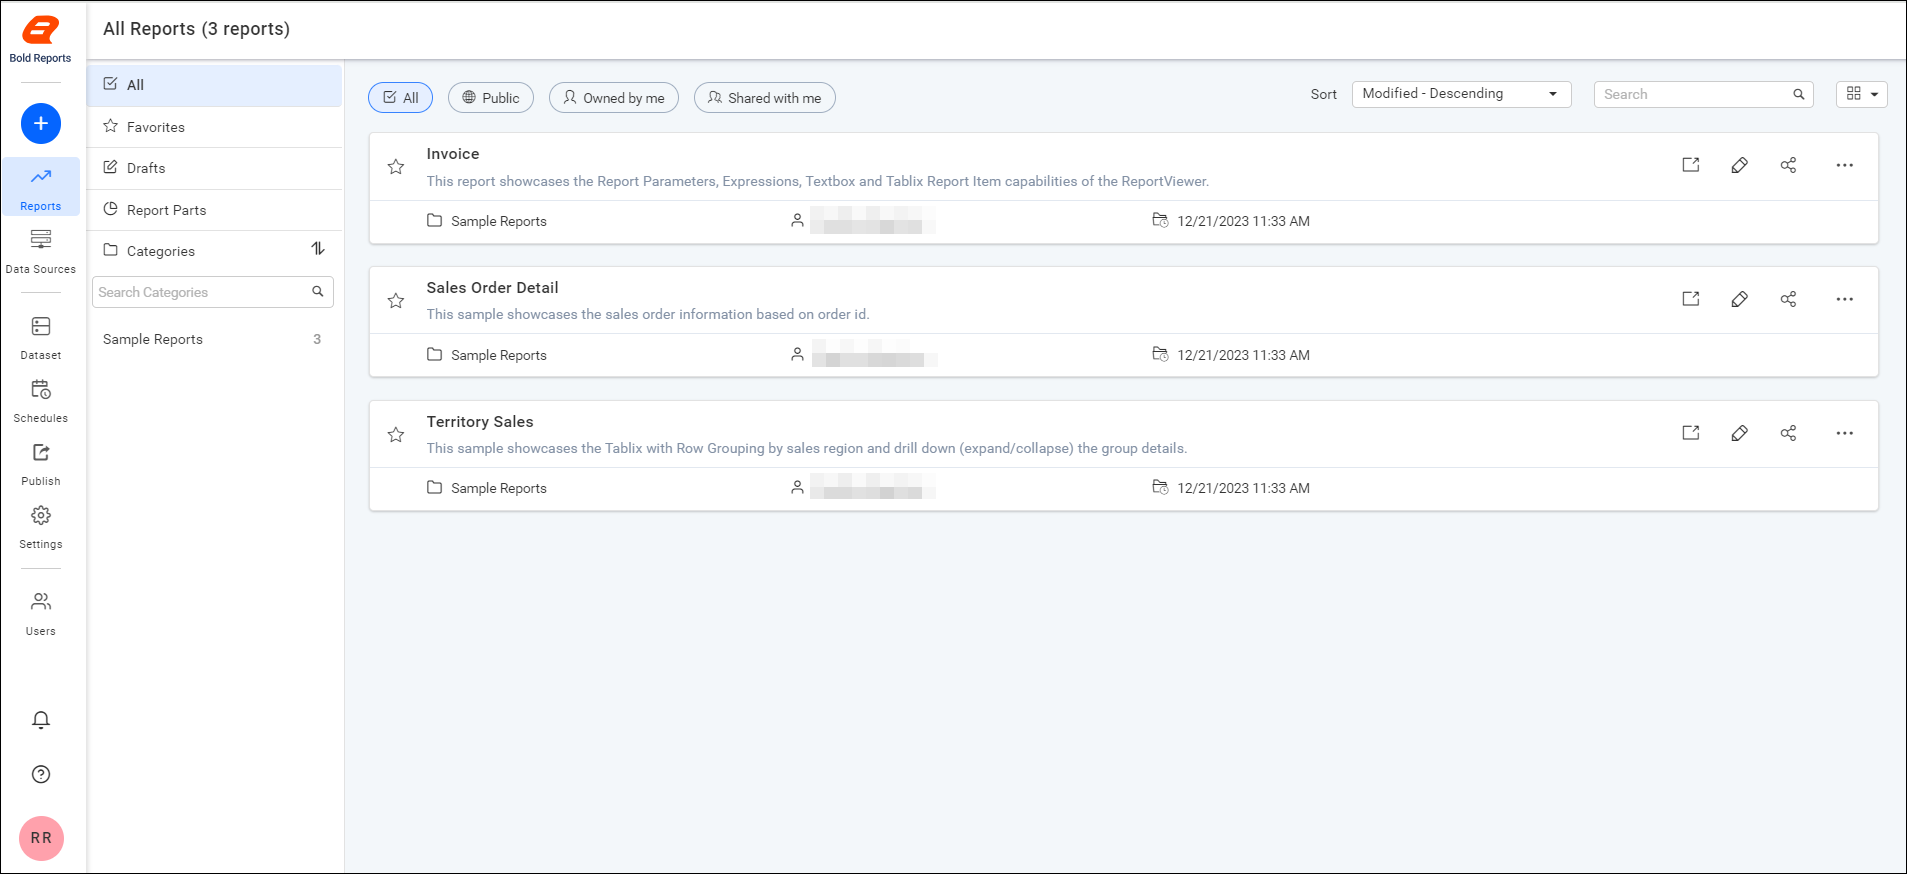 Bold Reports
Reports
Data Sources
Dataset
Schedules
Publish
Settings
Users
RR
All Reports (3 reports)
All
Favorites
Drafts
Report Parts
Categories
Search Categories
Sample Reports 3
All Public Owned by me Shared with me
Sort Modified - Descending Search
Invoice
This report showcases the Report Parameters, Expressions, Textbox and Tablix Report Item capabilities of the ReportViewer.
Sample Reports 12/21/2023 11:33 AM
Sales Order Detail
This sample showcases the sales order information based on order id.
Sample Reports 12/21/2023 11:33 AM
Territory Sales
This sample showcases the Tablix with Row Grouping by sales region and drill down (expand/collapse) the group details.
Sample Reports 12/21/2023 11:33 AM